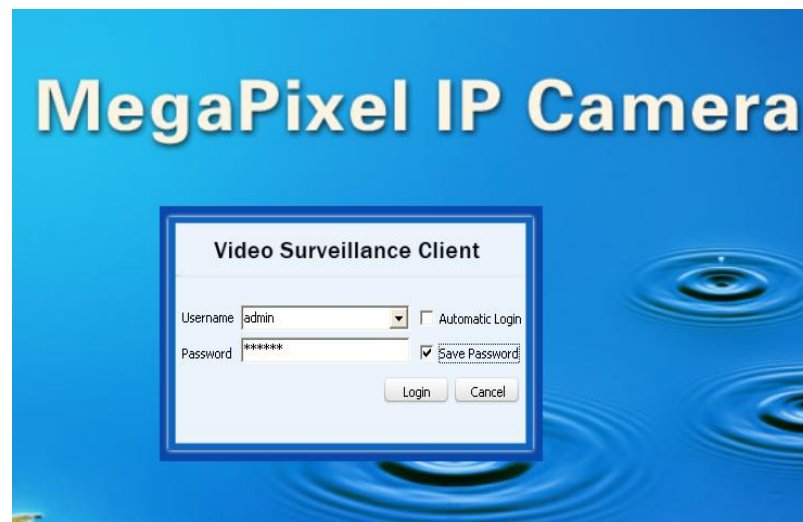 MegaPixel IP Camera
Video Surveillance Client
Username admin Automatic Login
Password ****** Save Password
Login Cancel